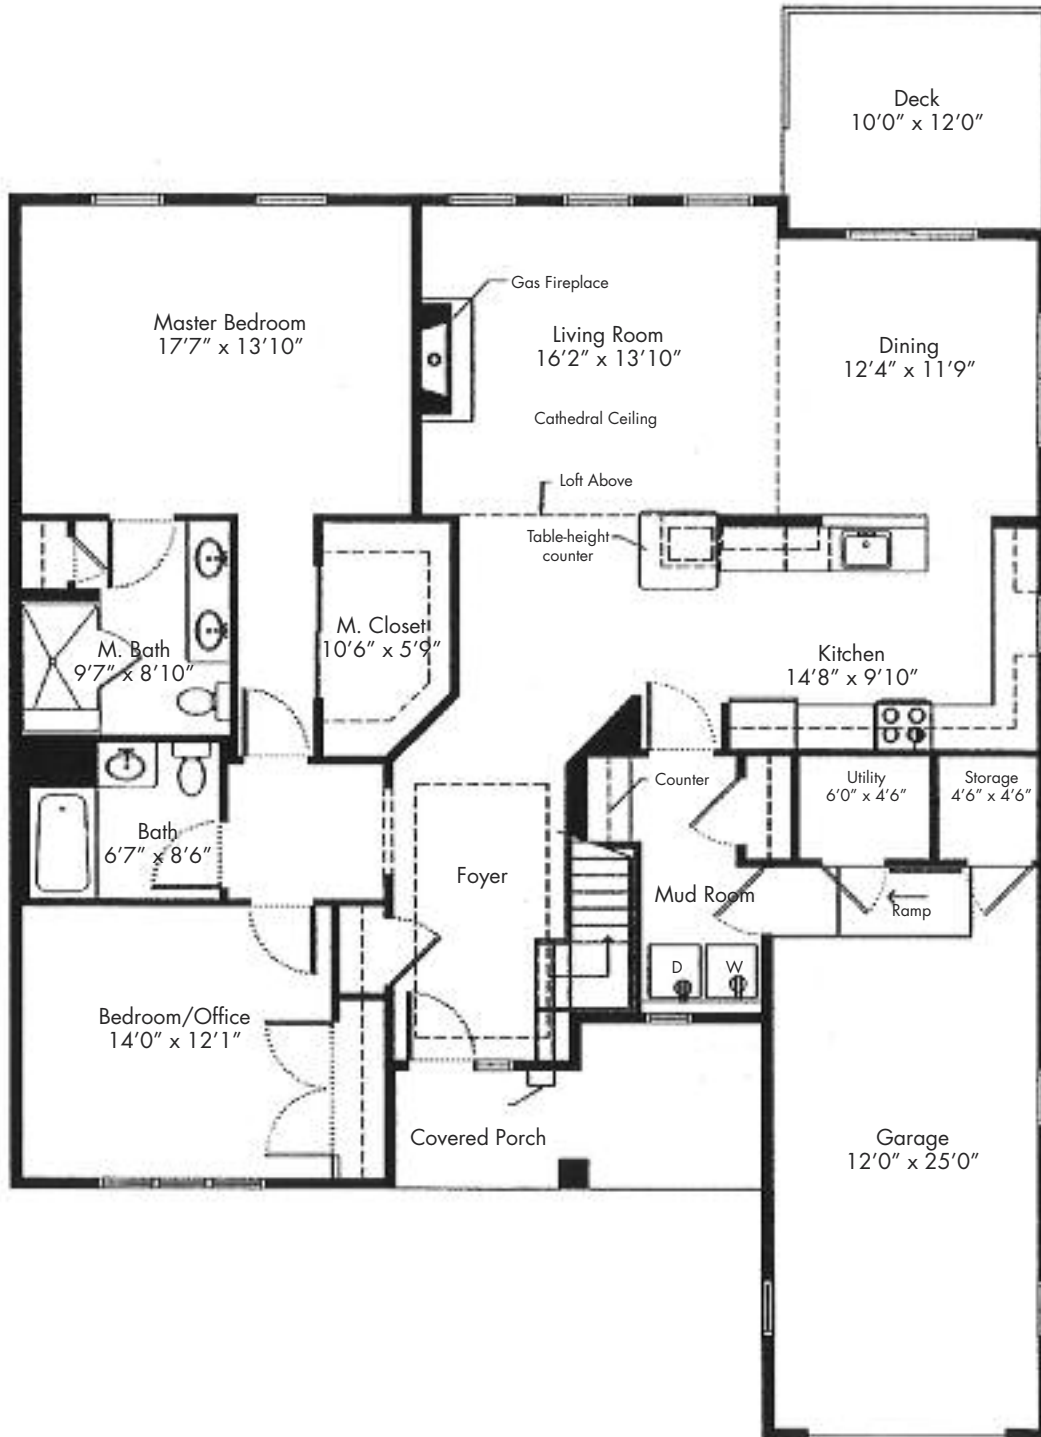 Deck
10'0" x 12'0"
Gas Fireplace
Master Bedroom
17'7" x 13'10"
Living Room
16'2" x 13'10"
Dining
12'4" x 11'9"
Cathedral Ceiling
Loft Above
Table-height
counter
M. Closet
10'6" x 5'9"
M. Bath
9'7" x 8'10"
Kitchen
14'8" x 9'10"
Counter
Utility
6'0" x 4'6"
Storage
4'6" x 4'6"
Bath
6'7" x 8'6"
Foyer
Mud Room
Ramp
D
W
Bedroom/Office
14'0" x 12'1"
Covered Porch
Garage
12'0" x 25'0"